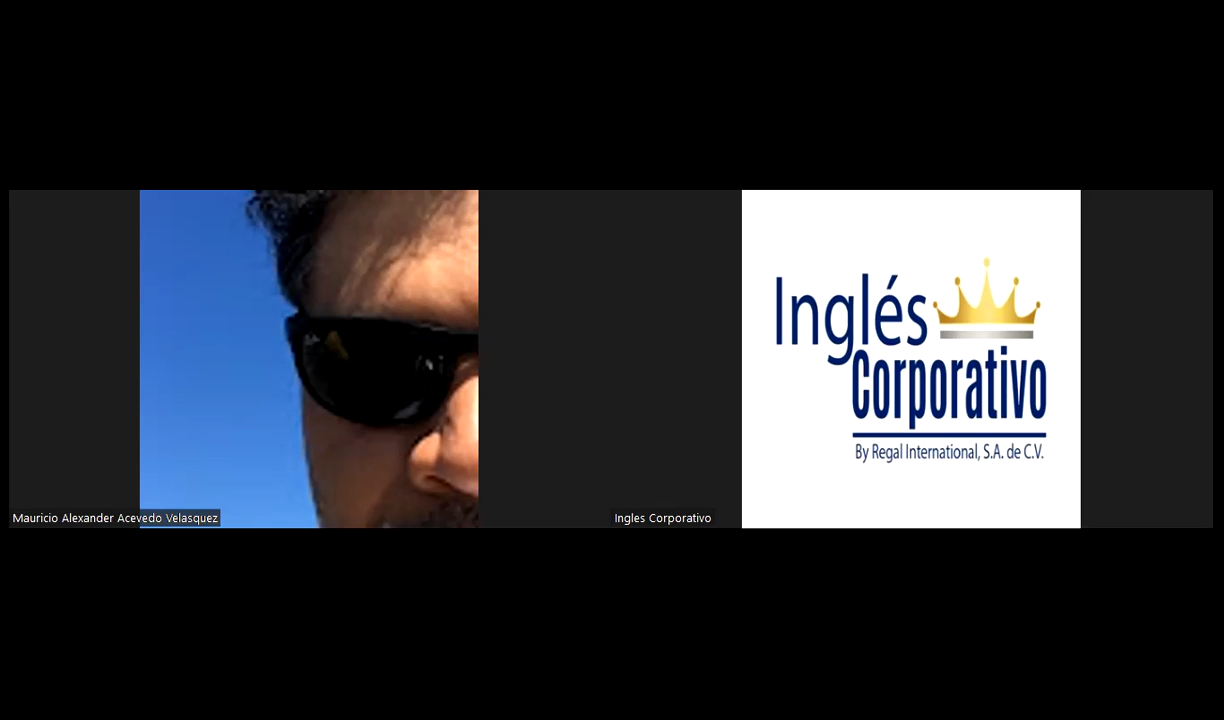 Inglés
Corporativo
By Regal International, S.A. de C.V.
Mauricio Alexander Acevedo Velasquez
Ingles Corporativo